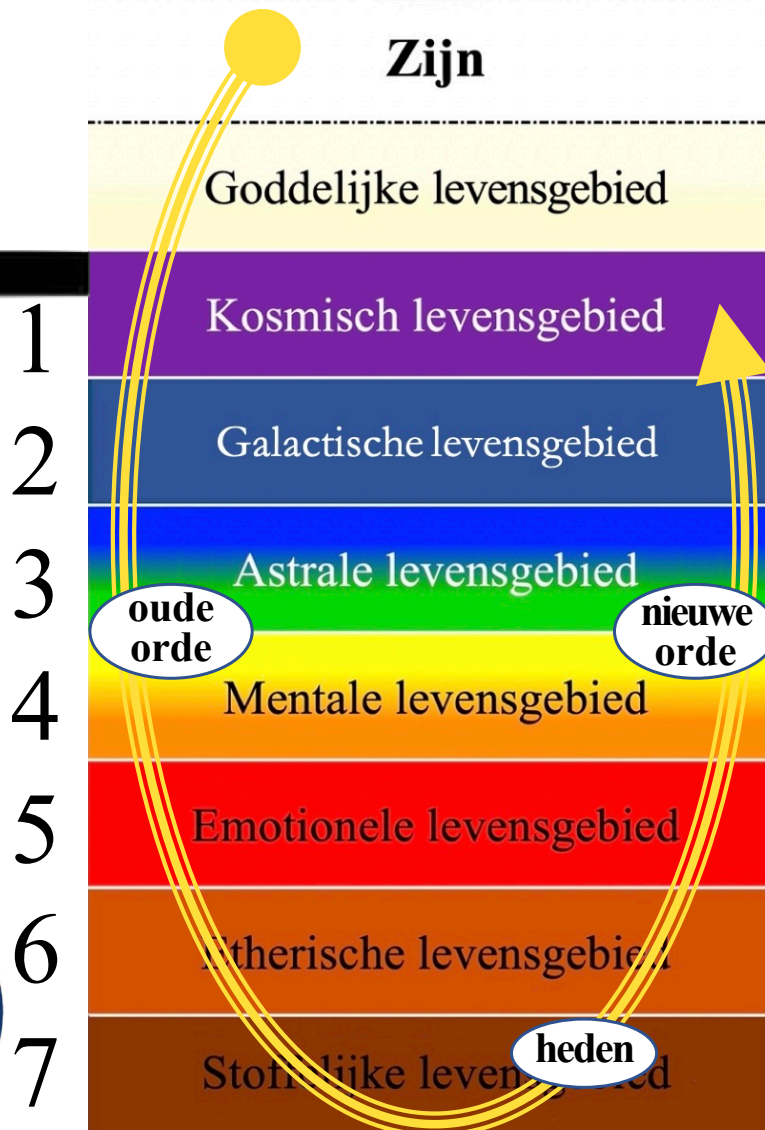 Zijn
Goddelijke levensgebied
1 Kosmisch levensgebied
2 Galactische levensgebied
3 Astrale levensgebied
oude
orde
nieuwe
orde
4 Mentale levensgebied
5 Emotionele levensgebied
6 Etherische levensgebied
heden
7 Stoffelijke levensgebied